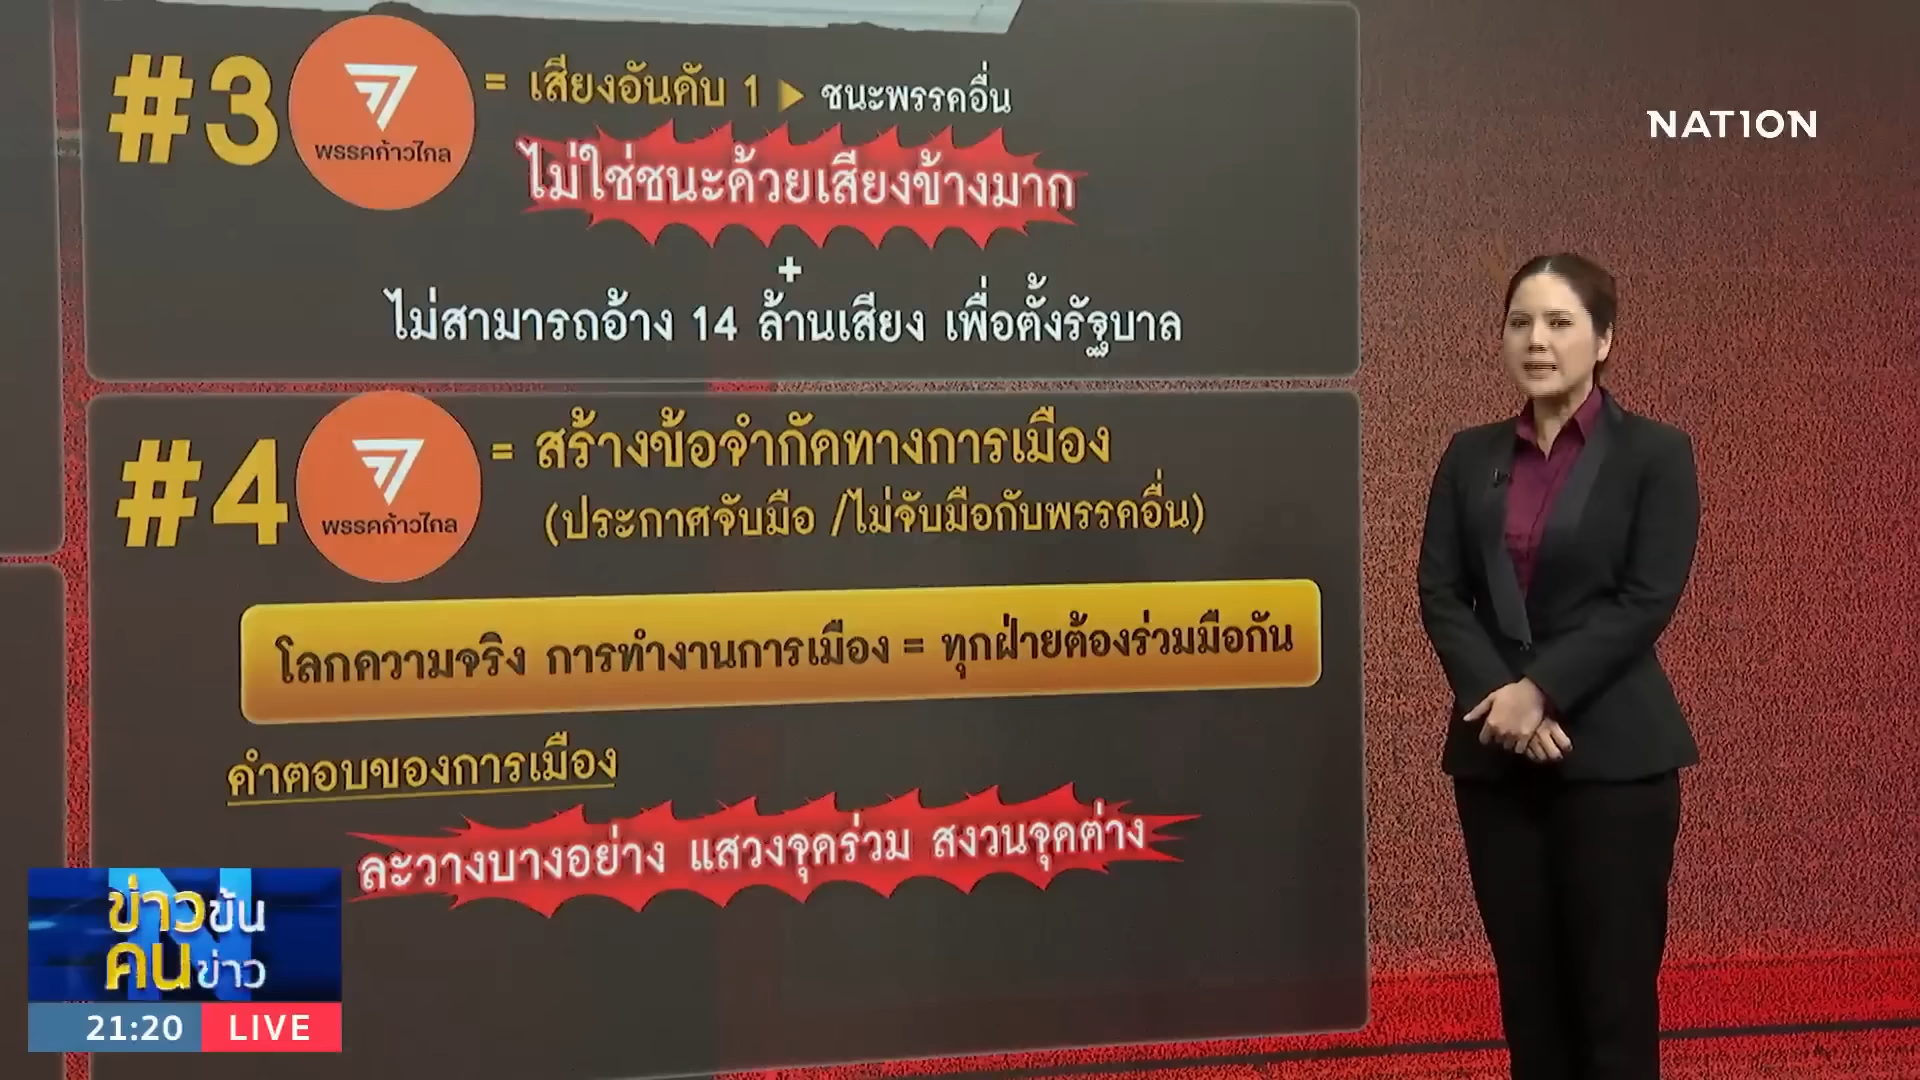 #3
พรรคก้าวไกล
= เสียงอันดับ 1 ▶ ชนะพรรคอื่น
ไม่ใช่ชนะด้วยเสียงข้างมาก
+
ไม่สามารถอ้าง 14 ล้านเสียง เพื่อตั้งรัฐบาล
#4
พรรคก้าวไกล
= สร้างข้อจำกัดทางการเมือง
(ประกาศจับมือ /ไม่จับมือกับพรรคอื่น)
โลกความจริง การทำงานการเมือง = ทุกฝ่ายต้องร่วมมือกัน
คำตอบของการเมือง
ละวางบางอย่าง แสวงจุดร่วม สงวนจุดต่าง
NATION
ข่าวข้น
คนข่าว
21:20 LIVE